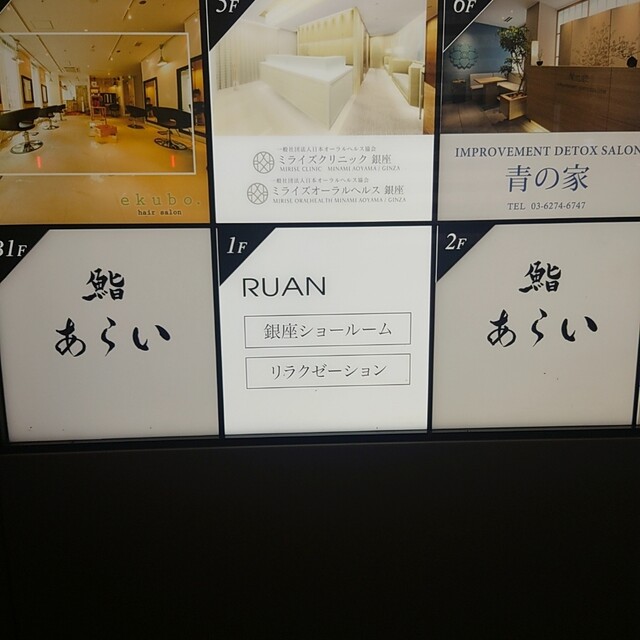 ekubo.
hair salon
5F
一般社団法人日本オーラルヘルス協会
ミライズクリニック 銀座
MIRISE CLINIC MINAMI AOYAMA / GINZA
一般社団法人日本オーラルヘルス協会
ミライズオーラルヘルス 銀座
MIRISE ORALHEALTH MINAMI AOYAMA / GINZA
6F
IMPROVEMENT DETOX SALON
青の家
TEL 03-6274-6747
B1F
鮨
あらい
1F
RUAN
銀座ショールーム
リラクゼーション
2F
鮨
あらい